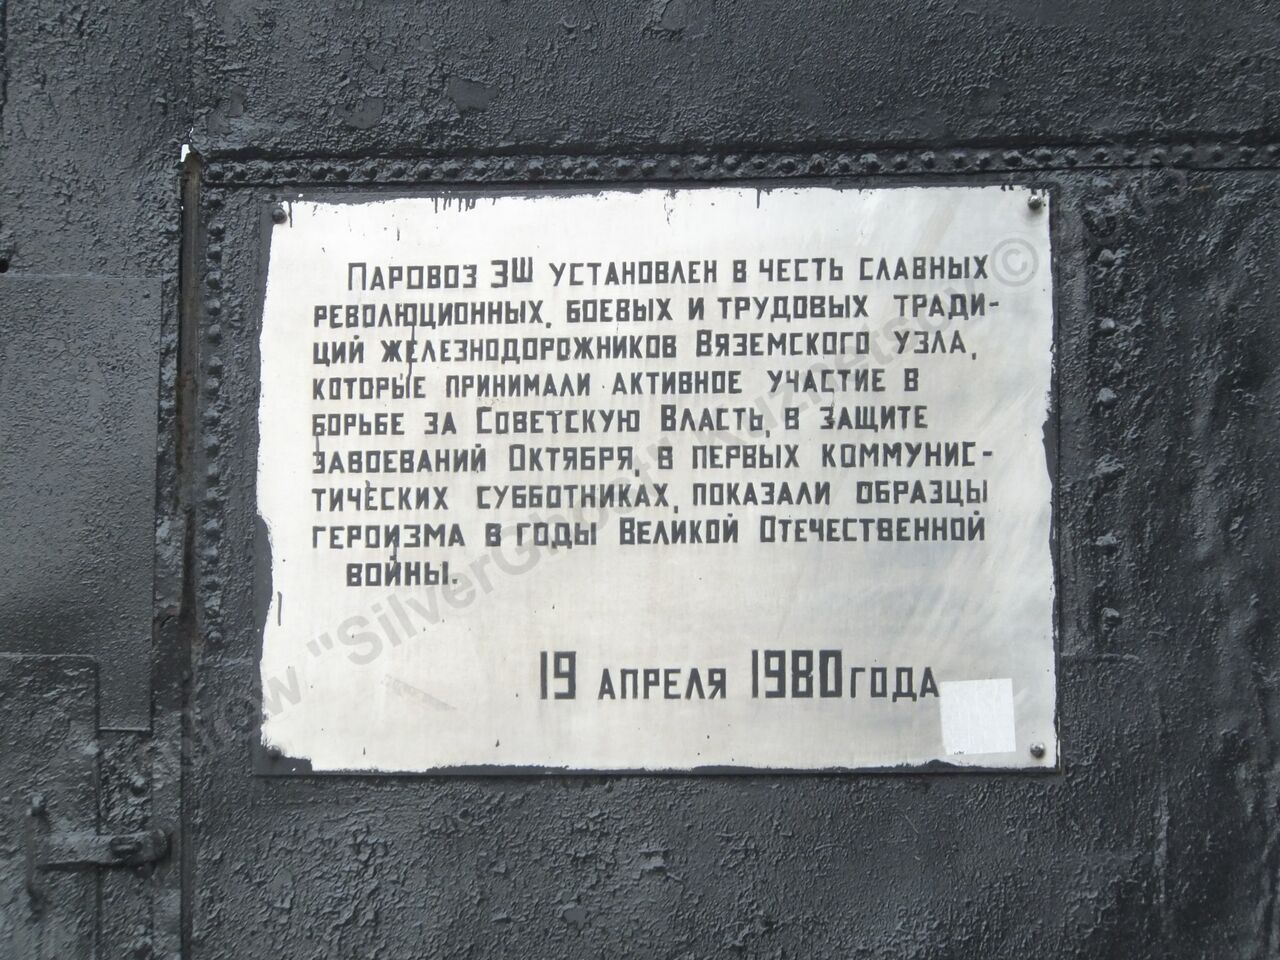 Паровоз ЭШ установлен в честь славных
революционных, боевых и трудовых тради-
ций железнодорожников Вяземского узла,
которые принимали активное участие в
борьбе за Советскую Власть, в защите
завоеваний Октября, в первых коммунис-
тических субботниках, показали образцы
героизма в годы Великой Отечественной
войны.
19 апреля 1980 года
"SilverGhost" Kuznetsov ©